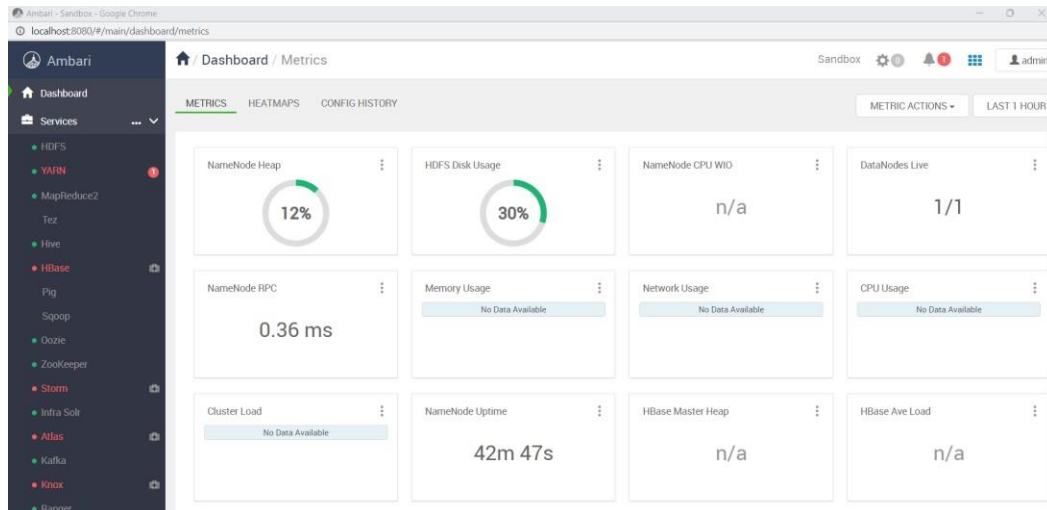 Ambari - Sandbox - Google Chrome
localhost:8080/#/main/dashboard/metrics
Ambari
/ Dashboard / Metrics
Sandbox 0 1 admin
Dashboard
Services ...
HDFS
YARN 1
MapReduce2
Tez
Hive
HBase
Pig
Sqoop
Oozie
ZooKeeper
Storm
Infra Solr
Atlas
Kafka
Knox
Ranger
METRICS HEATMAPS CONFIG HISTORY
METRIC ACTIONS LAST 1 HOUR
NameNode Heap
12%
HDFS Disk Usage
30%
NameNode CPU WIO
n/a
DataNodes Live
1/1
NameNode RPC
0.36 ms
Memory Usage
No Data Available
Network Usage
No Data Available
CPU Usage
No Data Available
Cluster Load
No Data Available
NameNode Uptime
42m 47s
HBase Master Heap
n/a
HBase Ave Load
n/a